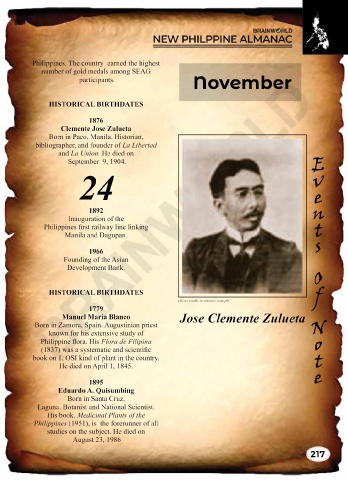 BRAINWORLD
NEW PHILPPINE ALMANAC
Philippines. The country earned the highest
number of gold medals among SEAG
participants.
HISTORICAL BIRTHDATES
1876
Clemente Jose Zulueta
Born in Paco, Manila. Historian,
bibliographer, and founder of La Libertad
and La Union. He died on
September 9, 1904.
24
1892
Inauguration of the
Philippines first railway line linking
Manila and Dagupan.
1966
Founding of the Asian
Development Bank.
HISTORICAL BIRTHDATES
1779
Manuel Maria Blanco
Born in Zamora, Spain. Augustinian priest
known for his extensive study of
Philippine flora. His Flora de Filipina
(1837) was a systematic and scientific
book on 1, OSI kind of plant in the country.
He died on April 1, 1845.
1895
Eduardo A. Quisumbing
Born in Santa Cruz,
Laguna. Botanist and National Scientist.
His book, Medicinal Plants of the
Philippines (1951), is the forerunner of all
studies on the subject. He died on
August 23, 1986
November
Jose Clemente Zulueta
Events Of Note
217
BRAINWORLD